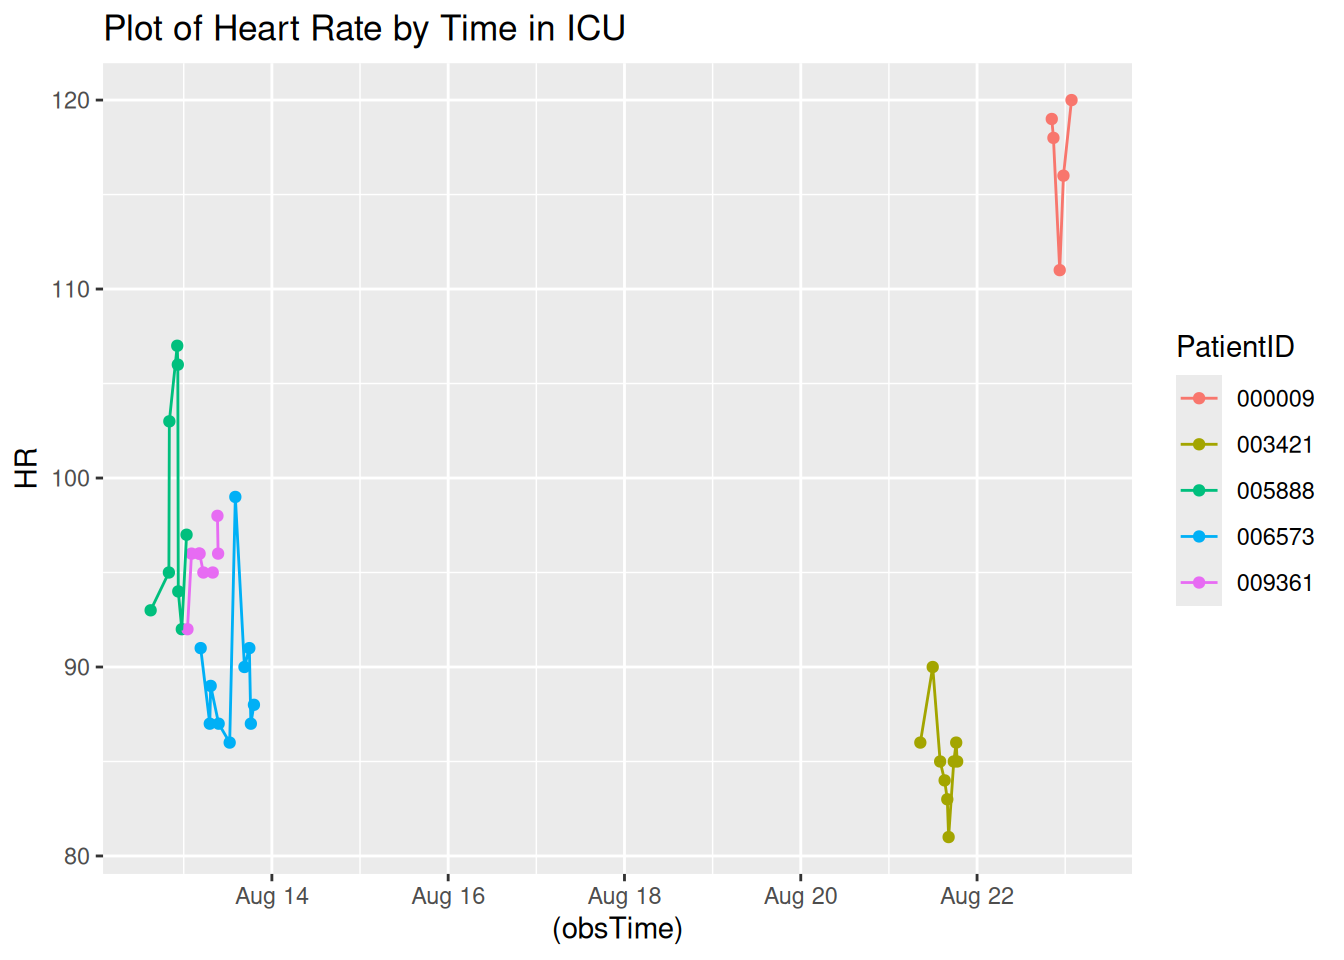 Plot of Heart Rate by Time in ICU
120
110
100
90
80
HR
Aug 14
Aug 16
Aug 18
Aug 20
Aug 22
(obsTime)
PatientID
000009
003421
005888
006573
009361